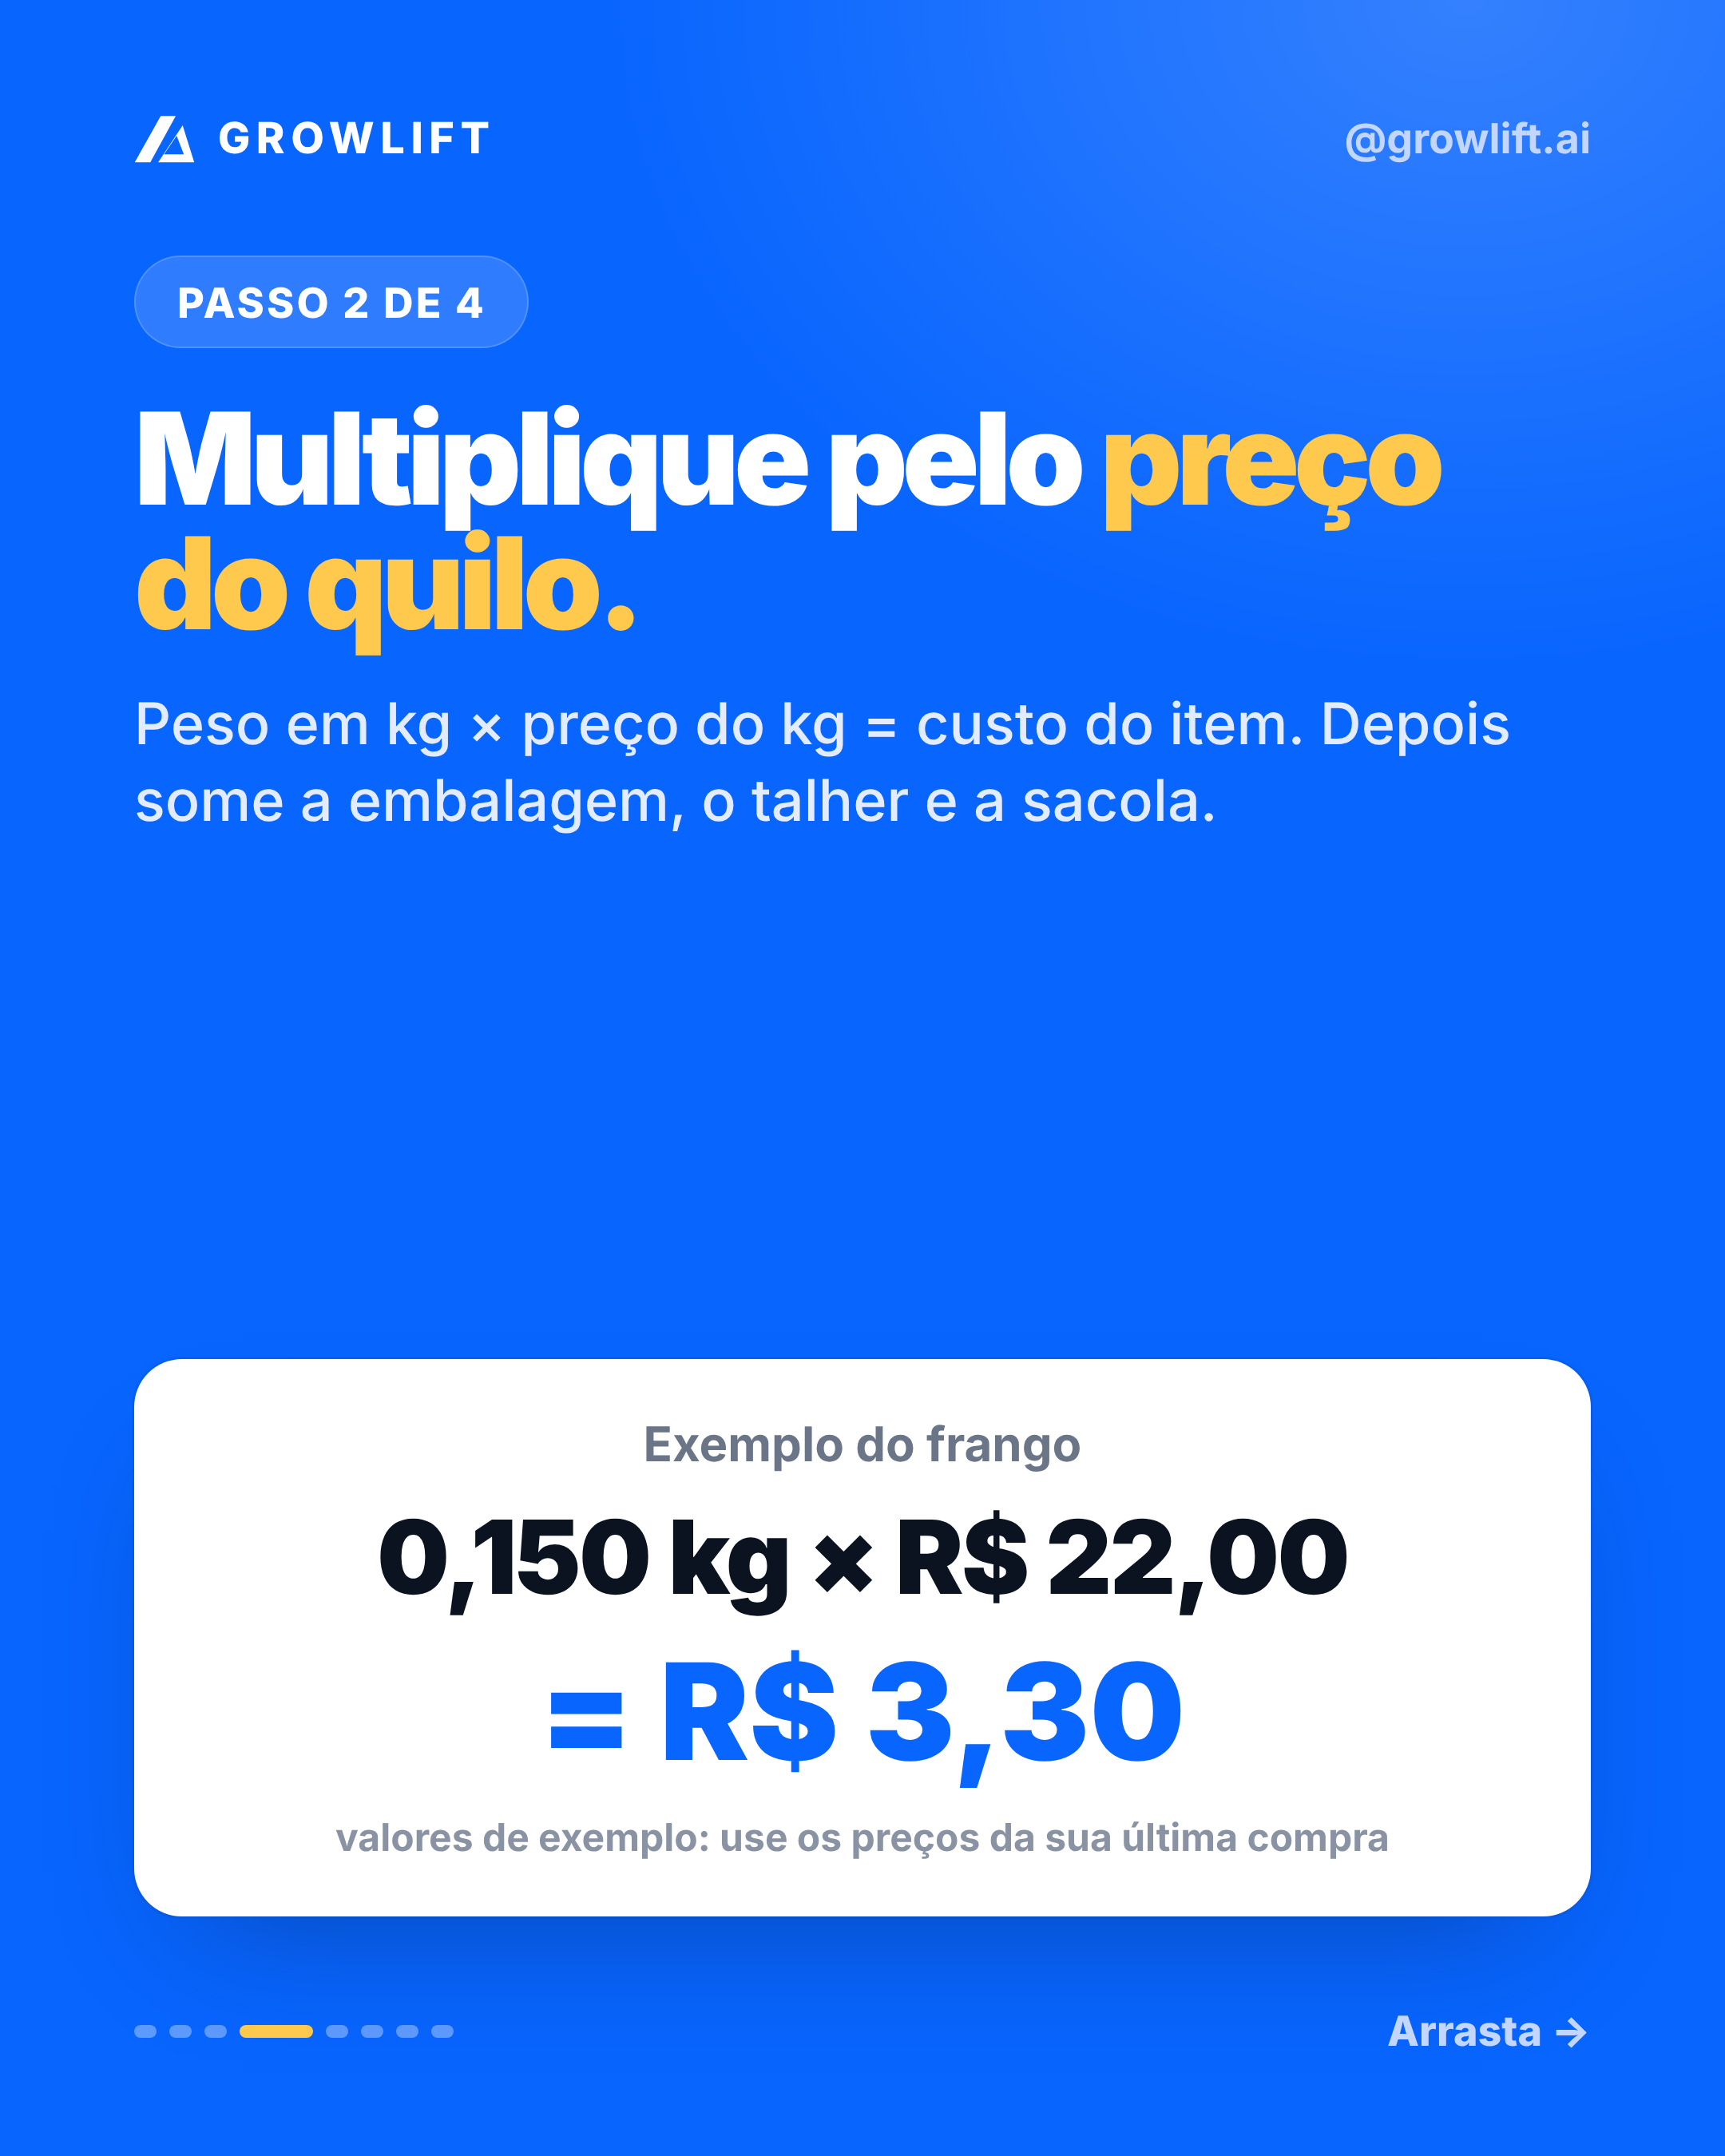 GROWLIFT
@growlift.ai
PASSO 2 DE 4
Multiplique pelo preço
do quilo.
Peso em kg × preço do kg = custo do item. Depois
some a embalagem, o talher e a sacola.
Exemplo do frango
0,150 kg × R$ 22,00
= R$ 3,30
valores de exemplo: use os preços da sua última compra
Arrasta →